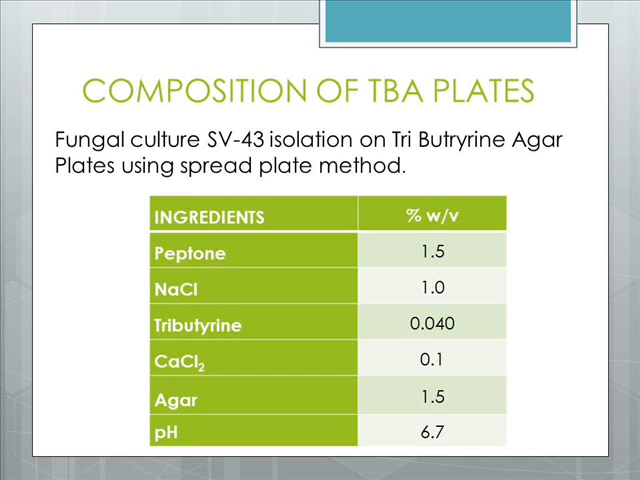 COMPOSITION OF TBA PLATES
Fungal culture SV-43 isolation on Tri Butryrine Agar
Plates using spread plate method.
INGREDIENTS % w/v
Peptone 1.5
NaCl 1.0
Tributyrine 0.040
CaCl₂ 0.1
Agar 1.5
pH 6.7